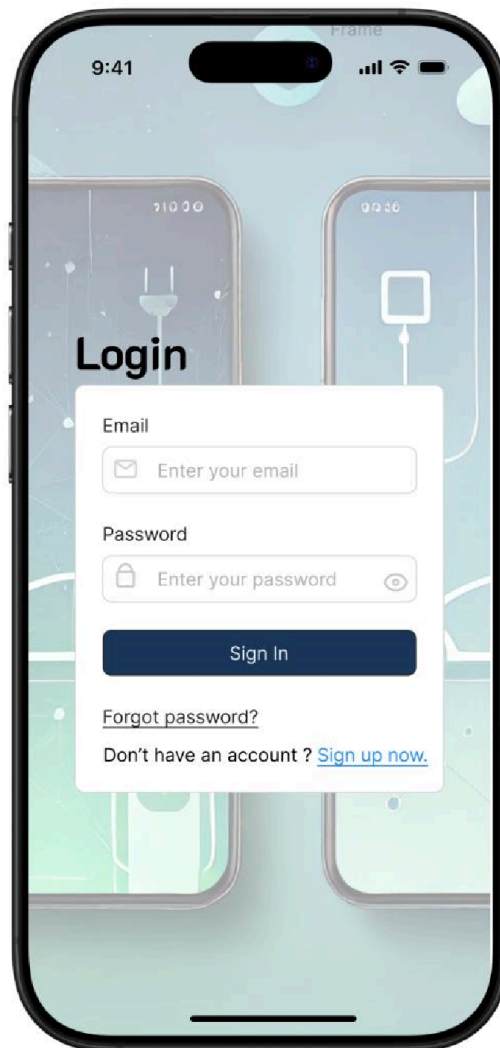 Frame
9:41
Login
Email
Enter your email
Password
Enter your password
Sign In
Forgot password?
Don’t have an account ? Sign up now.